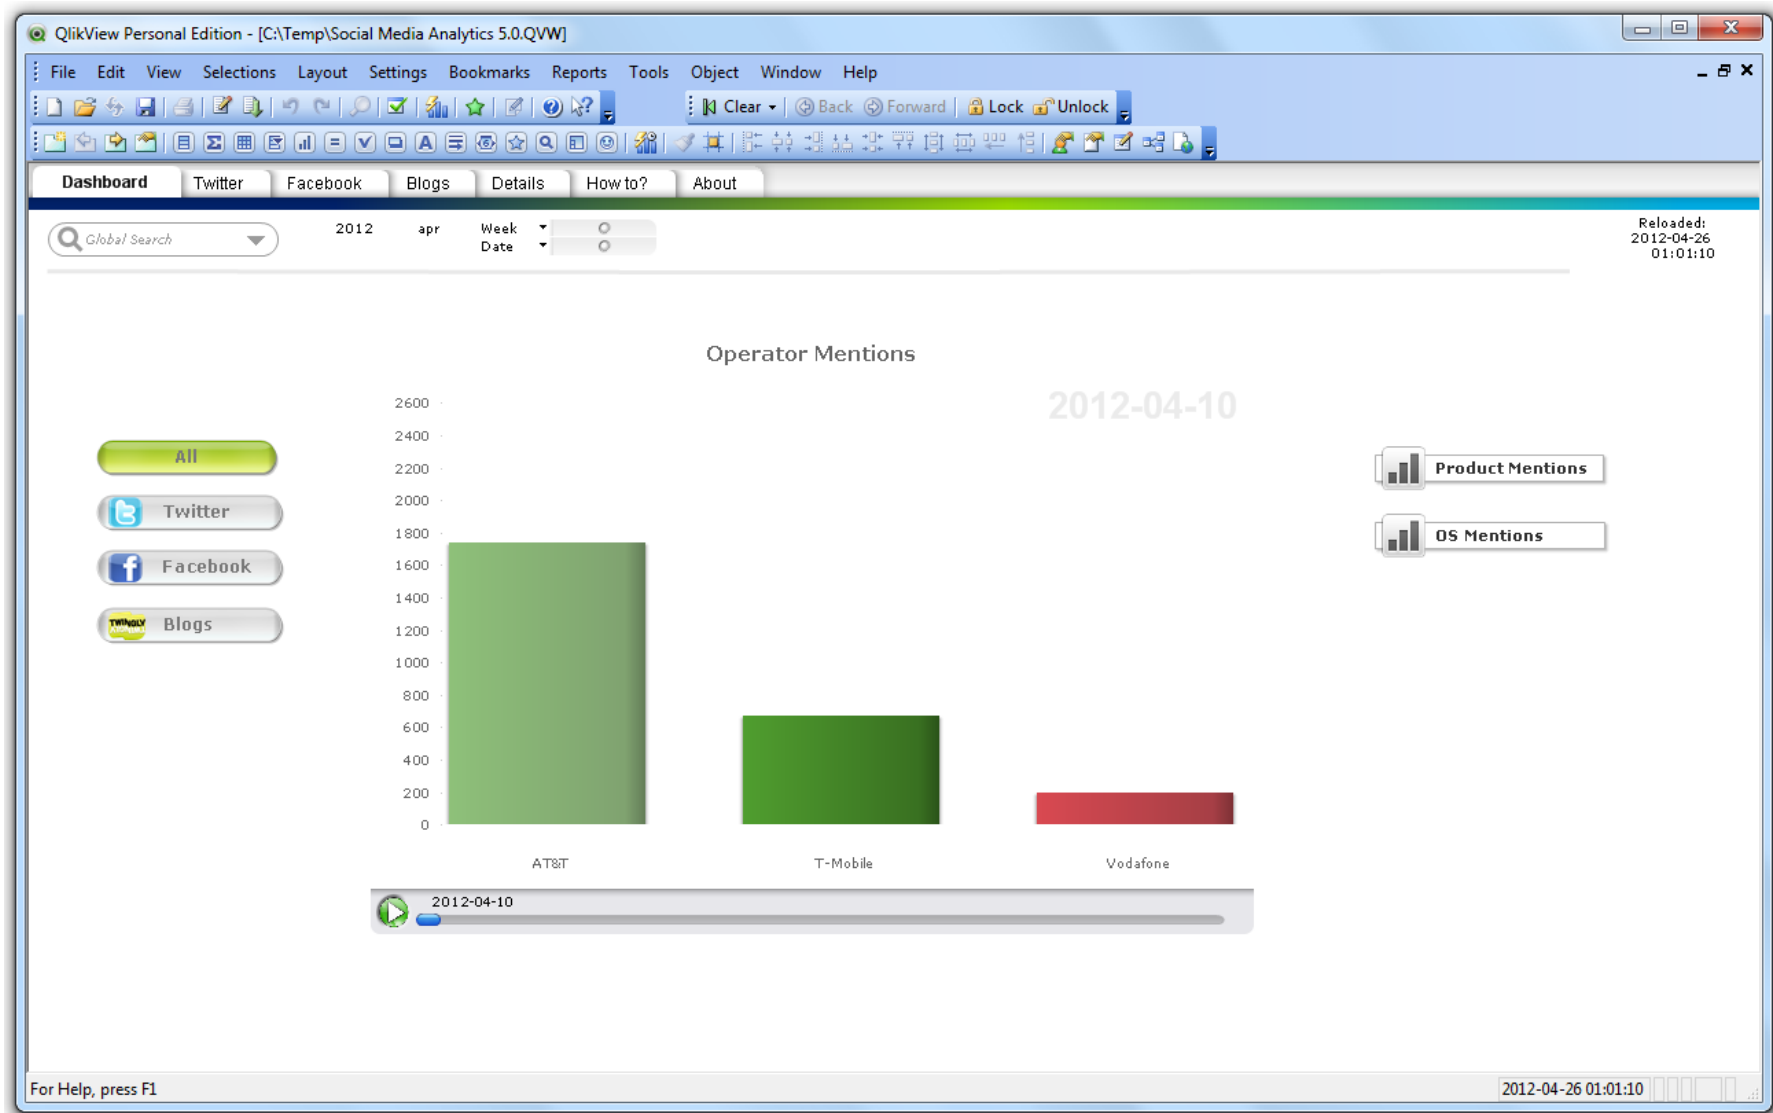 QlikView Personal Edition - [C:\Temp\Social Media Analytics 5.0.QVW]
File Edit View Selections Layout Settings Bookmarks Reports Tools Object Window Help
Clear Back Forward Lock Unlock
Dashboard Twitter Facebook Blogs Details How to? About
Global Search
2012 apr Week
Date
Reloaded:
2012-04-26
01:01:10
Operator Mentions
2012-04-10
2600
2400
2200
2000
1800
1600
1400
1200
1000
800
600
400
200
0
AT&T T-Mobile Vodafone
2012-04-10
All
Twitter
Facebook
TWINGLY Blogs
Product Mentions
OS Mentions
For Help, press F1
2012-04-26 01:01:10